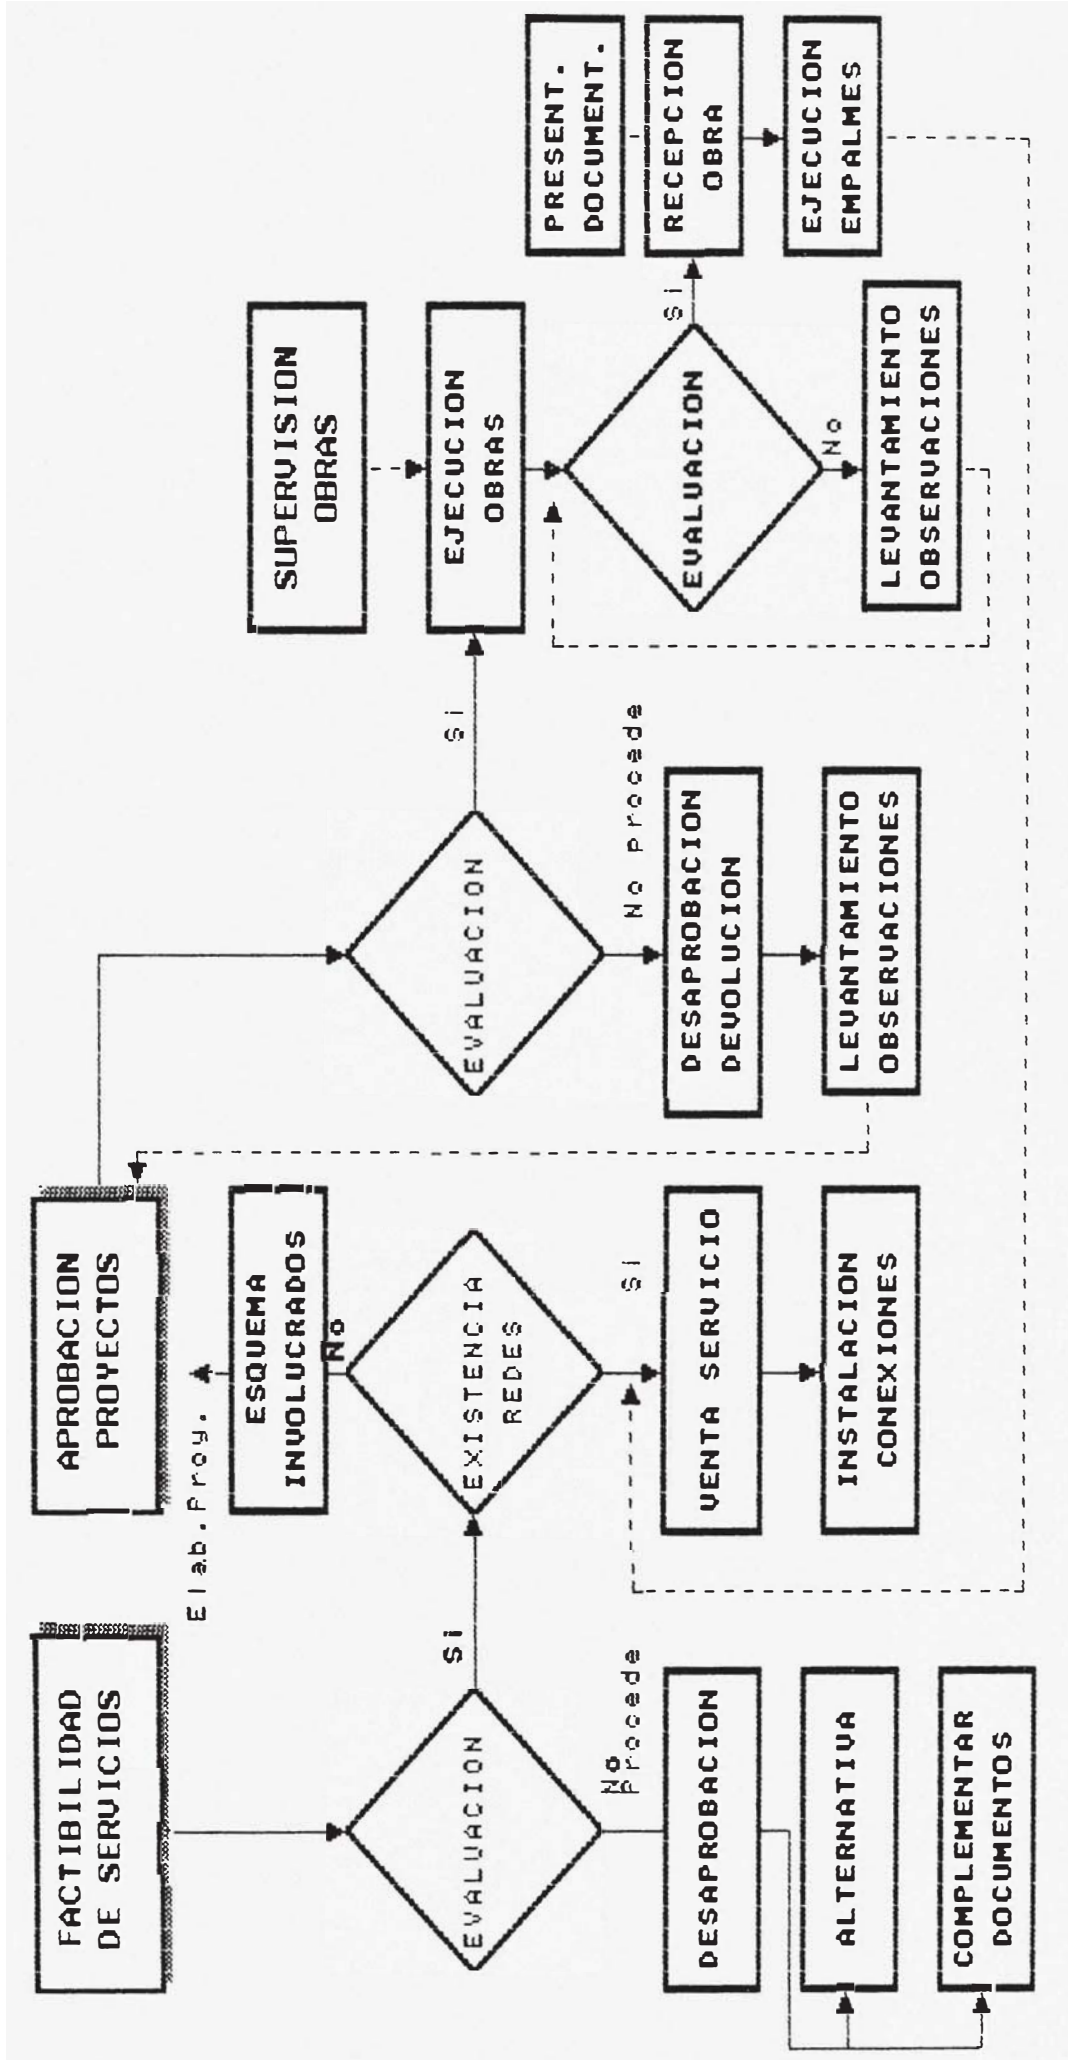 FACTIBILIDAD
DE SERVICIOS
EVALUACION
No
Procede
DESAPROBACION
ALTERNATIVA
COMPLEMENTAR
DOCUMENTOS
Si
EXISTENCIA
REDES
No
ESQUEMA
INVOLUCRADOS
Elab.Proy.
APROBACION
PROYECTOS
Si
VENTA SERVICIO
INSTALACION
CONEXIONES
EVALUACION
No procede
DESAPROBACION
DEVOLUCION
LEVANTAMIENTO
OBSERVACIONES
Si
SUPERVISION
OBRAS
EJECUCION
OBRAS
EVALUACION
No
LEVANTAMIENTO
OBSERVACIONES
Si
PRESENT.
DOCUMENT.
RECEPCION
OBRA
EJECUCION
EMPALMES